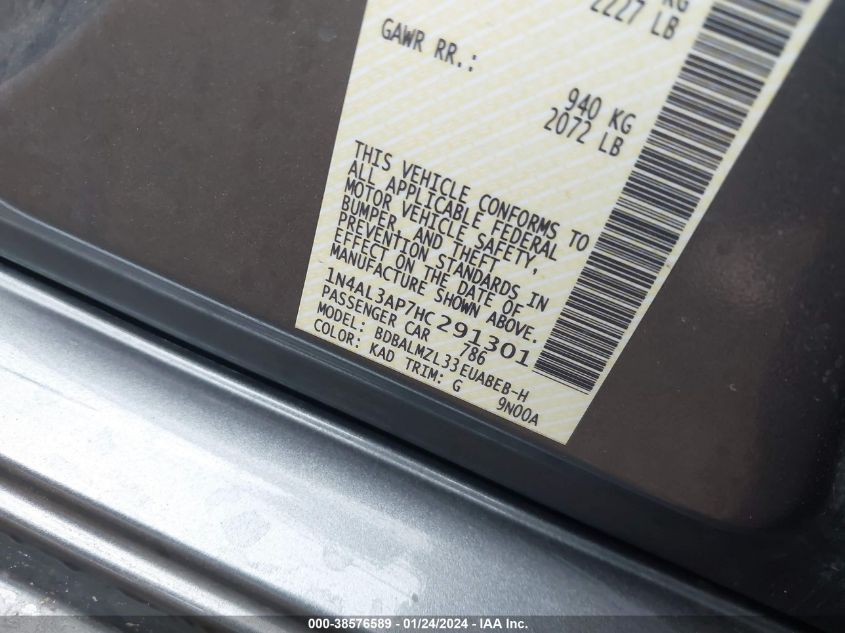 KG
2227 LB
GAWR RR.:
940 KG
2072 LB
THIS VEHICLE CONFORMS TO
ALL APPLICABLE FEDERAL
MOTOR VEHICLE SAFETY,
BUMPER, AND THEFT
PREVENTION STANDARDS IN
EFFECT ON THE DATE OF
MANUFACTURE SHOWN ABOVE.
1N4AL3AP7HC291301
PASSENGER CAR 786
MODEL: BDBALMZL33EUABEB-H
COLOR: KAD TRIM: G 9N00A
000-38576589 - 01/24/2024 - IAA Inc.